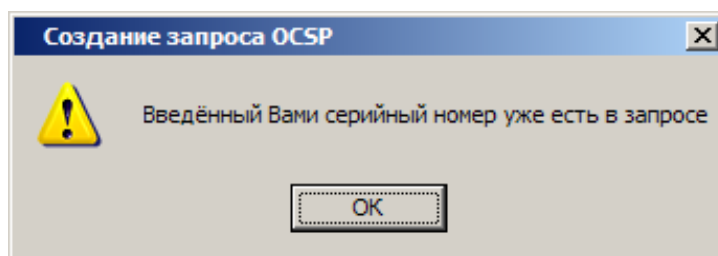 Создание запроса OCSP
Введённый Вами серийный номер уже есть в запросе
OK